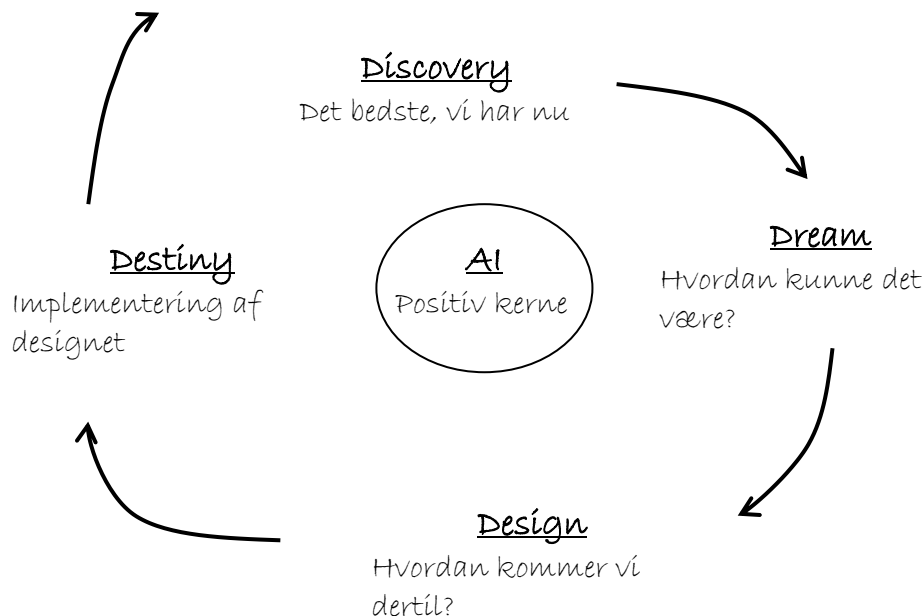 Discovery
Det bedste, vi har nu
Dream
Hvordan kunne det
være?
AI
Positiv kerne
Destiny
Implementering af
designet
Design
Hvordan kommer vi
dertil?